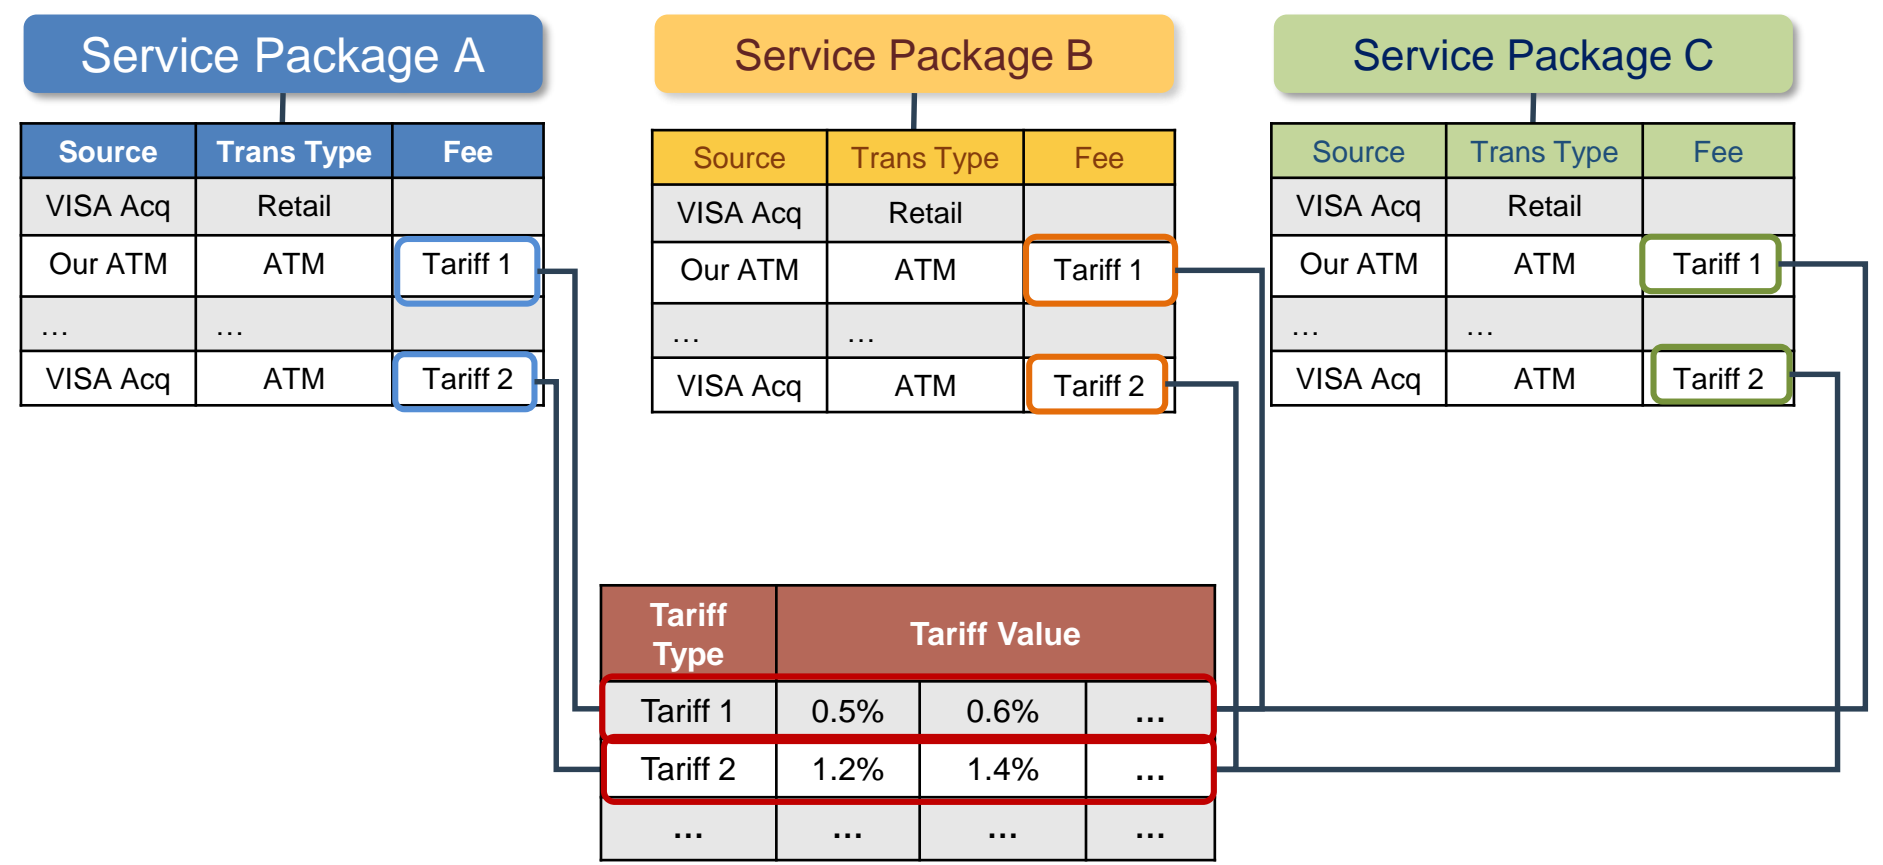 Service Package A
Source Trans Type Fee
VISA Acq Retail
Our ATM ATM Tariff 1
… …
VISA Acq ATM Tariff 2
Service Package B
Source Trans Type Fee
VISA Acq Retail
Our ATM ATM Tariff 1
… …
VISA Acq ATM Tariff 2
Service Package C
Source Trans Type Fee
VISA Acq Retail
Our ATM ATM Tariff 1
… …
VISA Acq ATM Tariff 2
Tariff
Type
Tariff Value
Tariff 1 0.5% 0.6% …
Tariff 2 1.2% 1.4% …
… … … …